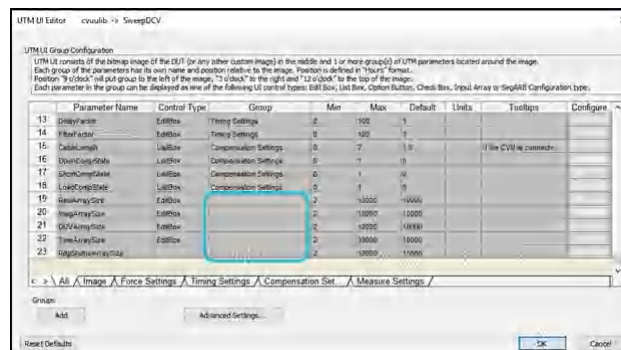 UTM UI Editor cvuulib -> SweepDCV
UTM UI Group Configuration
UTM UI consists of the bitmap image of the DUT (or any other custom image) in the middle and 1 or more group(s) of UTM parameters located around the image.
Each group of the parameters has its own name and position relative to the image. Position is defined in "Hours" format.
Position "9 o'clock" will put group to the left of the image, "3 o'clock" to the right and "12 o'clock" to the top of the image.
Each parameter in the group can be displayed as one of the following UI control types: Edit Box, List Box, Option Button, Check Box, Input Array or SegARB Configuration type.
Parameter Name Control Type Group Min Max Default Units Tooltips Configure
13 DelayFactor EditBox Timing Settings 0 100 1
14 FilterFactor EditBox Timing Settings 0 100 1
15 CableLength ListBox Compensation Settings 0 If the CVU is connecte...
16 OpenCompState ListBox Compensation Settings 0 1 0
17 ShortCompState ListBox Compensation Settings 0 1 0
18 LoadCompState ListBox Compensation Settings 0 1 0
19 RealArraySize EditBox 2 10000 10000
20 ImagArraySize EditBox 2 10000 10000
21 DUVArraySize EditBox 2 10000 10000
22 TimeArraySize EditBox 2 10000 10000
23 2 10000 10000
< > All Image Force Settings Timing Settings Compensation Set... Measure Settings
Groups
Add Advanced Settings...
Reset Defaults OK Cancel